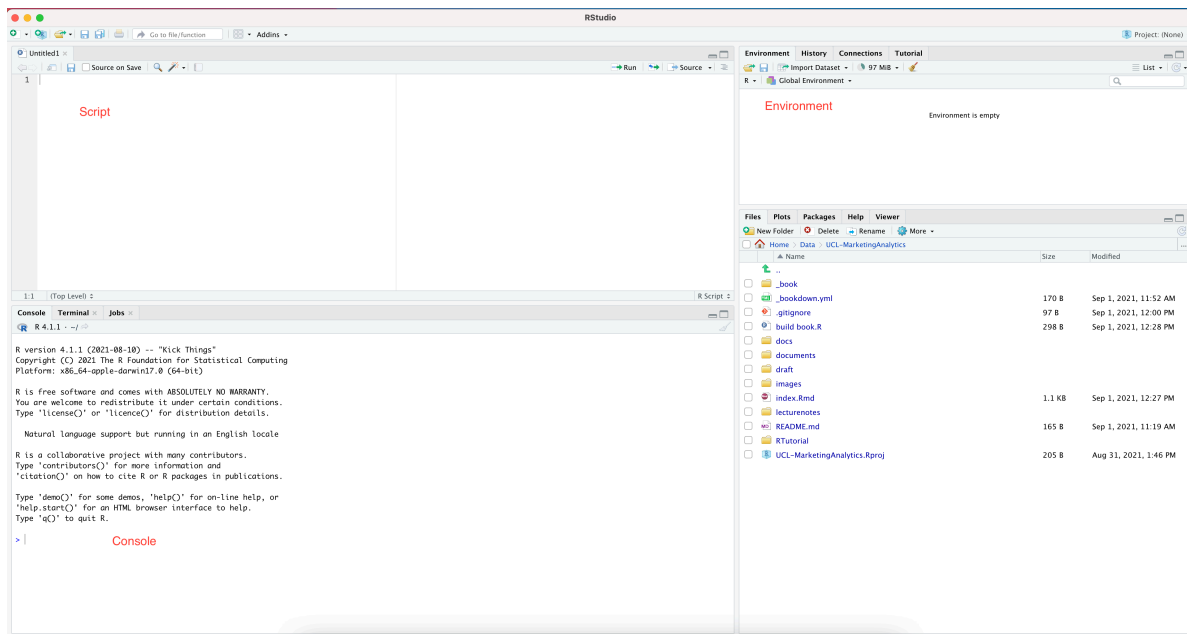 RStudio
Go to file/function
Addins
Project: (None)
Untitled1
Source on Save
Run
Source
1
Script
1:1
(Top Level)
R Script
Console Terminal Jobs
R 4.1.1 · ~/
R version 4.1.1 (2021-08-10) -- "Kick Things"
Copyright (C) 2021 The R Foundation for Statistical Computing
Platform: x86_64-apple-darwin17.0 (64-bit)
R is free software and comes with ABSOLUTELY NO WARRANTY.
You are welcome to redistribute it under certain conditions.
Type 'license()' or 'licence()' for distribution details.
Natural language support but running in an English locale
R is a collaborative project with many contributors.
Type 'contributors()' for more information and
'citation()' on how to cite R or R packages in publications.
Type 'demo()' for some demos, 'help()' for on-line help, or
'help.start()' for an HTML browser interface to help.
Type 'q()' to quit R.
>
Console
Environment History Connections Tutorial
Import Dataset
97 MiB
List
R
Global Environment
Environment
Environment is empty
Files Plots Packages Help Viewer
New Folder Delete Rename More
Home Data UCL-MarketingAnalytics
...
Name Size Modified
..
_book
_bookdown.yml 170 B Sep 1, 2021, 11:52 AM
.gitignore 97 B Sep 1, 2021, 12:00 PM
build book.R 298 B Sep 1, 2021, 12:28 PM
docs
documents
draft
images
index.Rmd 1.1 KB Sep 1, 2021, 12:27 PM
lecturenotes
README.md 165 B Sep 1, 2021, 11:19 AM
RTutorial
UCL-MarketingAnalytics.Rproj 205 B Aug 31, 2021, 1:46 PM